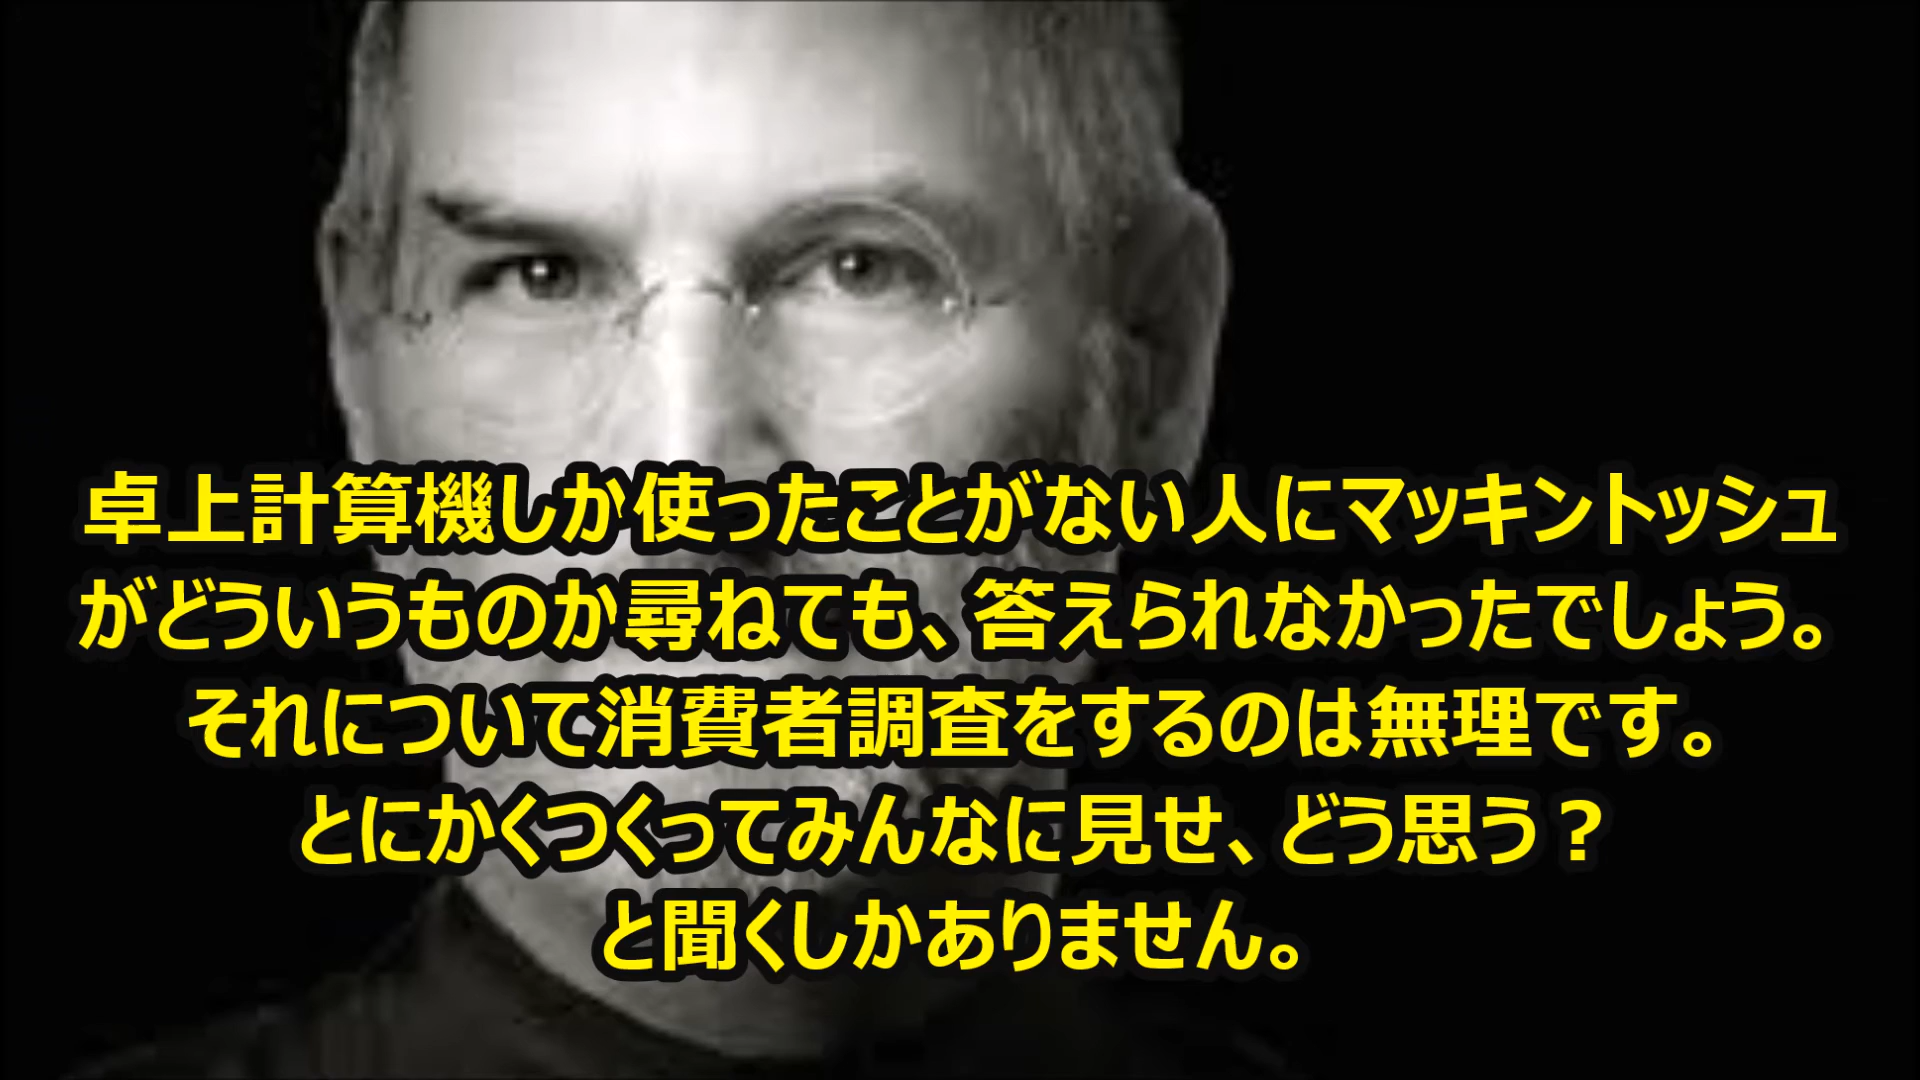 卓上計算機しか使ったことがない人にマッキントッシュ
がどういうものか尋ねても、答えられなかったでしょう。
それについて消費者調査をするのは無理です。
とにかくつくってみんなに見せ、どう思う？
と聞くしかありません。